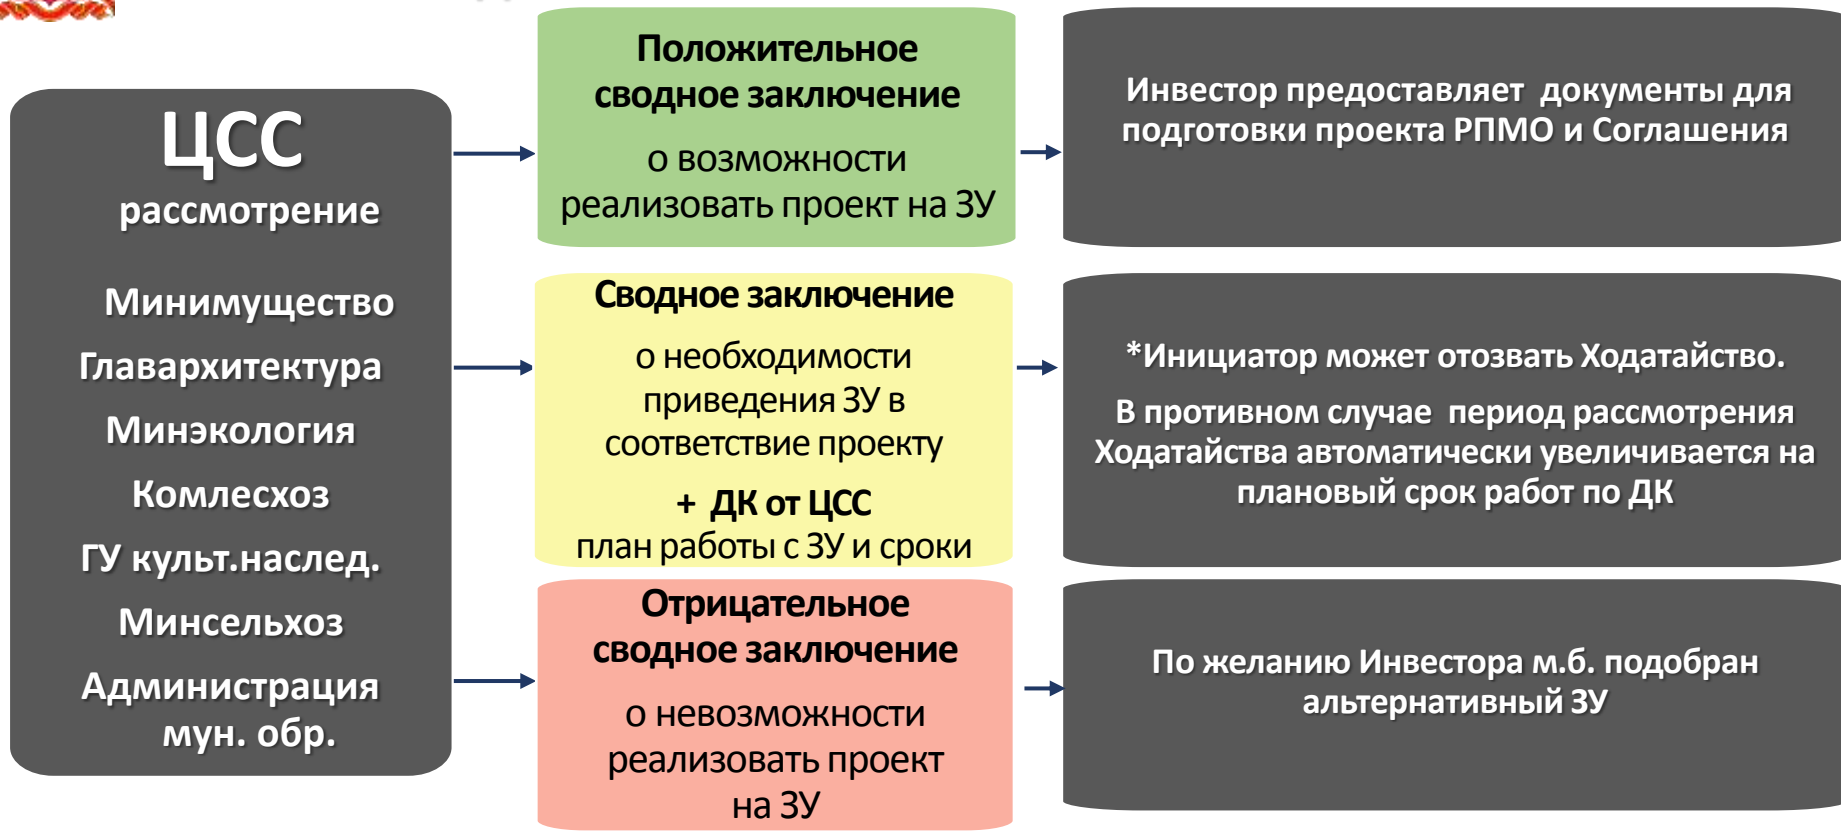 ЦСС
рассмотрение
Минимущество
Главархитектура
Минэкология
Комлесхоз
ГУ культ.наслед.
Минсельхоз
Администрация
мун. обр.
Положительное
сводное заключение
о возможности
реализовать проект на ЗУ
Инвестор предоставляет документы для
подготовки проекта РПМО и Соглашения
Сводное заключение
о необходимости
приведения ЗУ в
соответствие проекту
+ ДК от ЦСС
план работы с ЗУ и сроки
*Инициатор может отозвать Ходатайство.
В противном случае период рассмотрения
Ходатайства автоматически увеличивается на
плановый срок работ по ДК
Отрицательное
сводное заключение
о невозможности
реализовать проект
на ЗУ
По желанию Инвестора м.б. подобран
альтернативный ЗУ